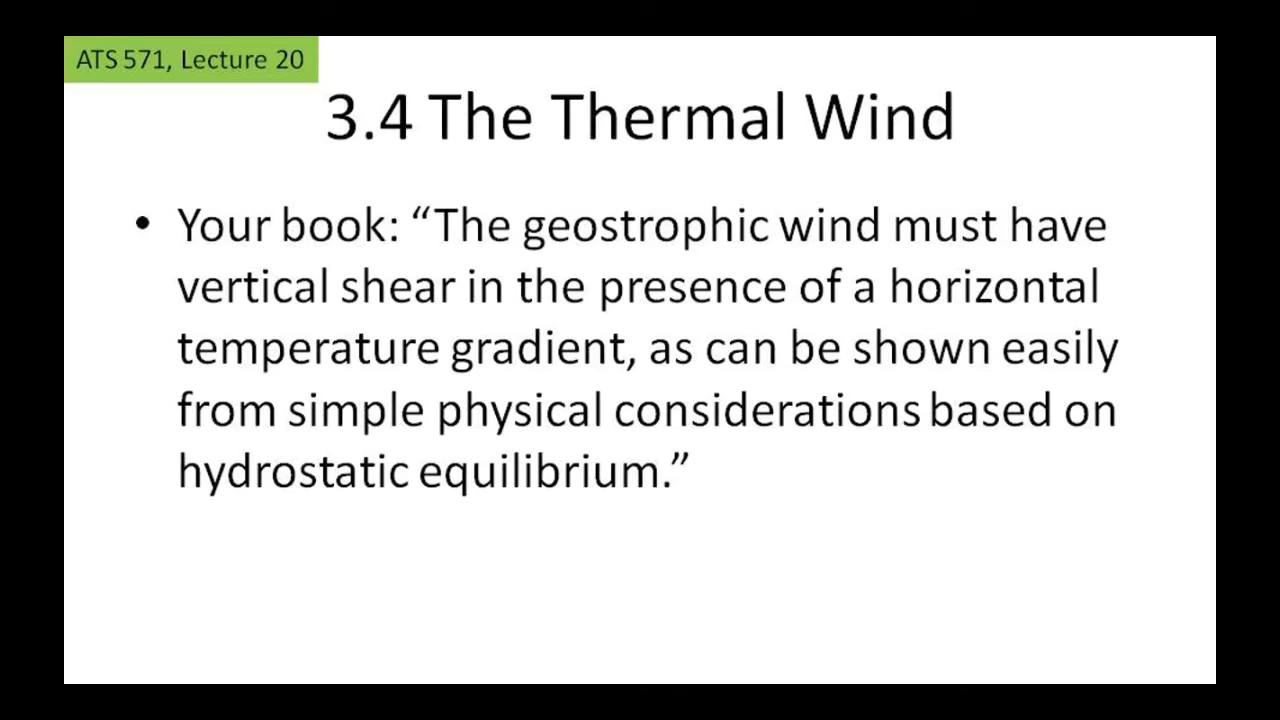 ATS 571, Lecture 20
3.4 The Thermal Wind
• Your book: “The geostrophic wind must have
vertical shear in the presence of a horizontal
temperature gradient, as can be shown easily
from simple physical considerations based on
hydrostatic equilibrium.”